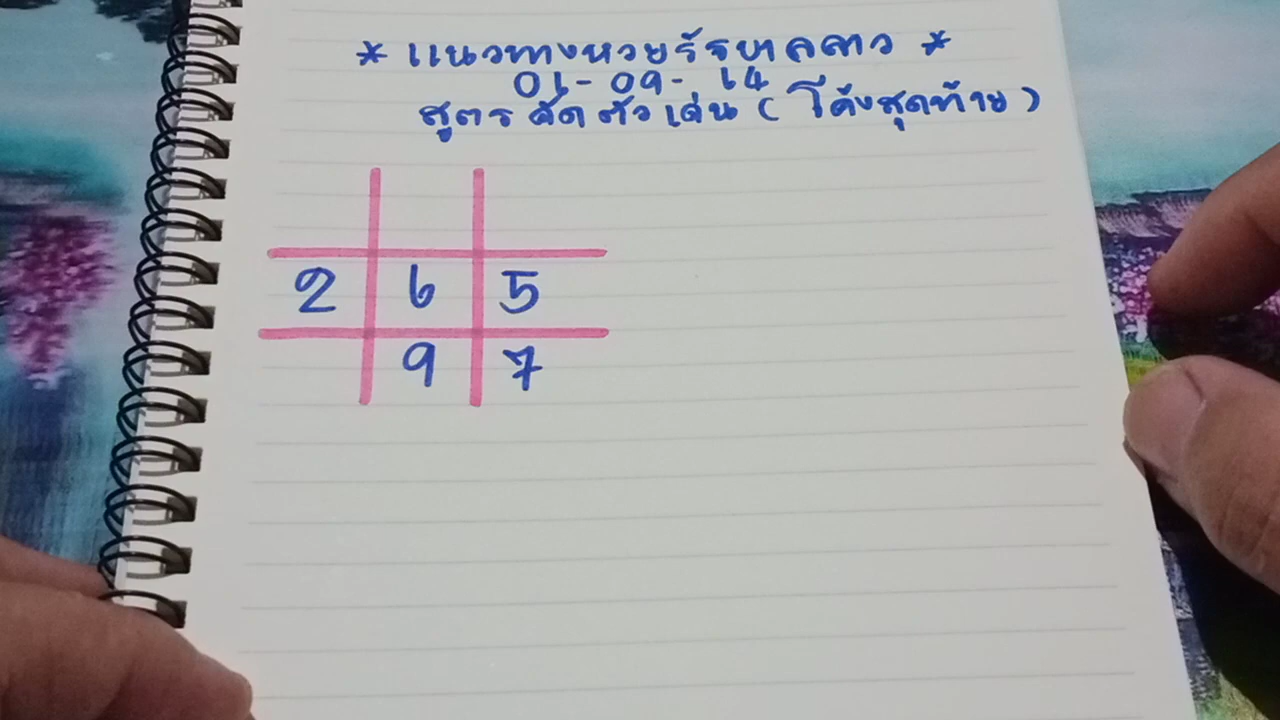 * แนวทางหวยรัฐบาลลาว *
01-09-64
สูตรคัดตัวเด่น (โค้งสุดท้าย)
2 6 5
9 7